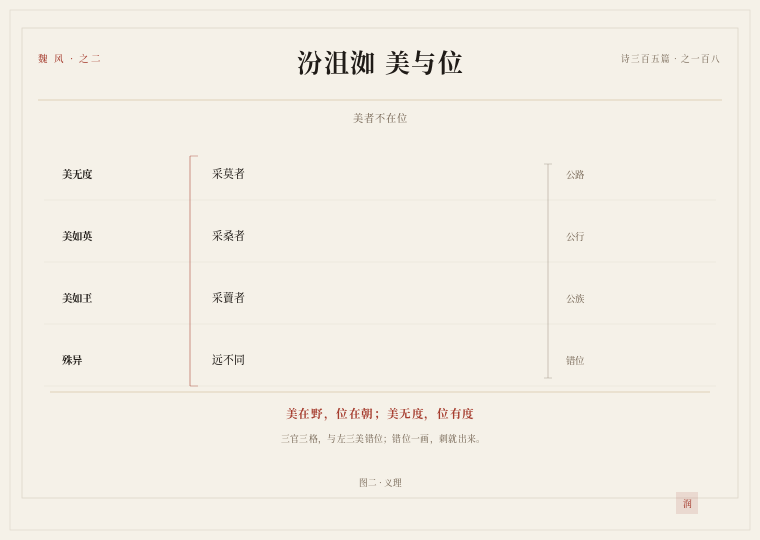 魏 风 · 之二
汾沮洳 美与位
诗三百五篇 · 之一百八
美者不在位
美无度 采莫者 公路
美如英 采桑者 公行
美如玉 采藚者 公族
殊异 远不同 错位
美在野，位在朝；美无度，位有度
三官三格，与左三美错位；错位一画，刺就出来。
图二 · 义理
润